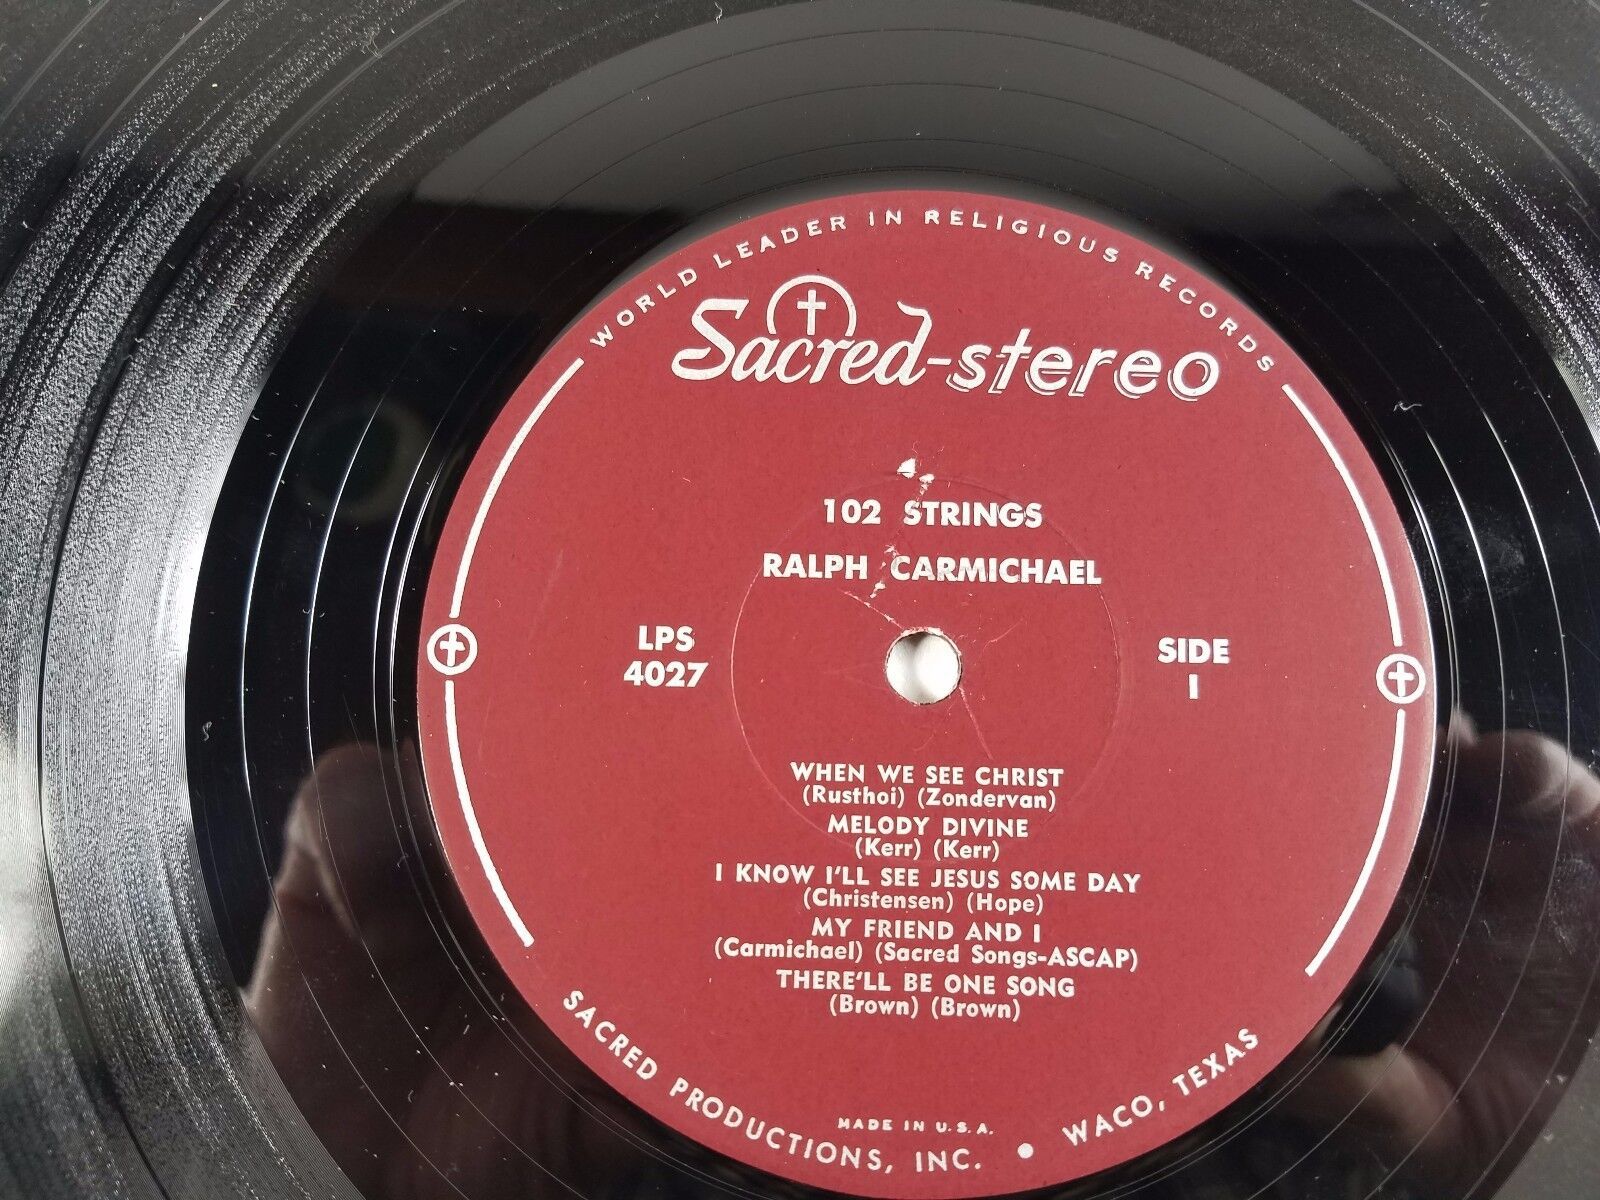 WORLD LEADER IN RELIGIOUS RECORDS
Sacred-stereo
102 STRINGS
RALPH CARMICHAEL
LPS
4027
SIDE
I
WHEN WE SEE CHRIST
(Rusthoi) (Zondervan)
MELODY DIVINE
(Kerr) (Kerr)
I KNOW I'LL SEE JESUS SOME DAY
(Christensen) (Hope)
MY FRIEND AND I
(Carmichael) (Sacred Songs-ASCAP)
THERE'LL BE ONE SONG
(Brown) (Brown)
MADE IN U.S.A.
SACRED PRODUCTIONS, INC. • WACO, TEXAS